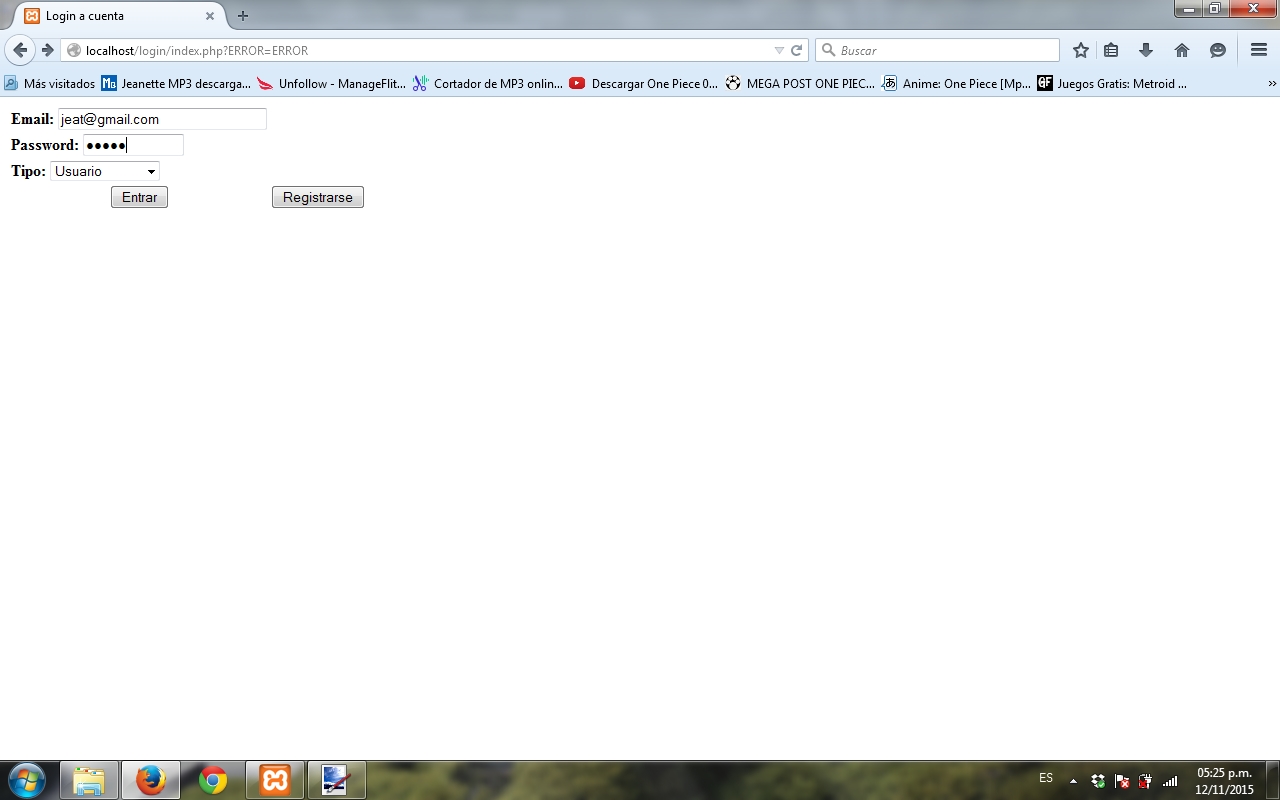 Login a cuenta
localhost/login/index.php?ERROR=ERROR
Buscar
Más visitados Jeanette MP3 descarga... Unfollow - ManageFlit... Cortador de MP3 onlin... Descargar One Piece 0... MEGA POST ONE PIEC... Anime: One Piece [Mp... Juegos Gratis: Metroid ...
Email: jeat@gmail.com
Password: ●●●●●
Tipo: Usuario
Entrar Registrarse
ES
05:25 p.m.
12/11/2015